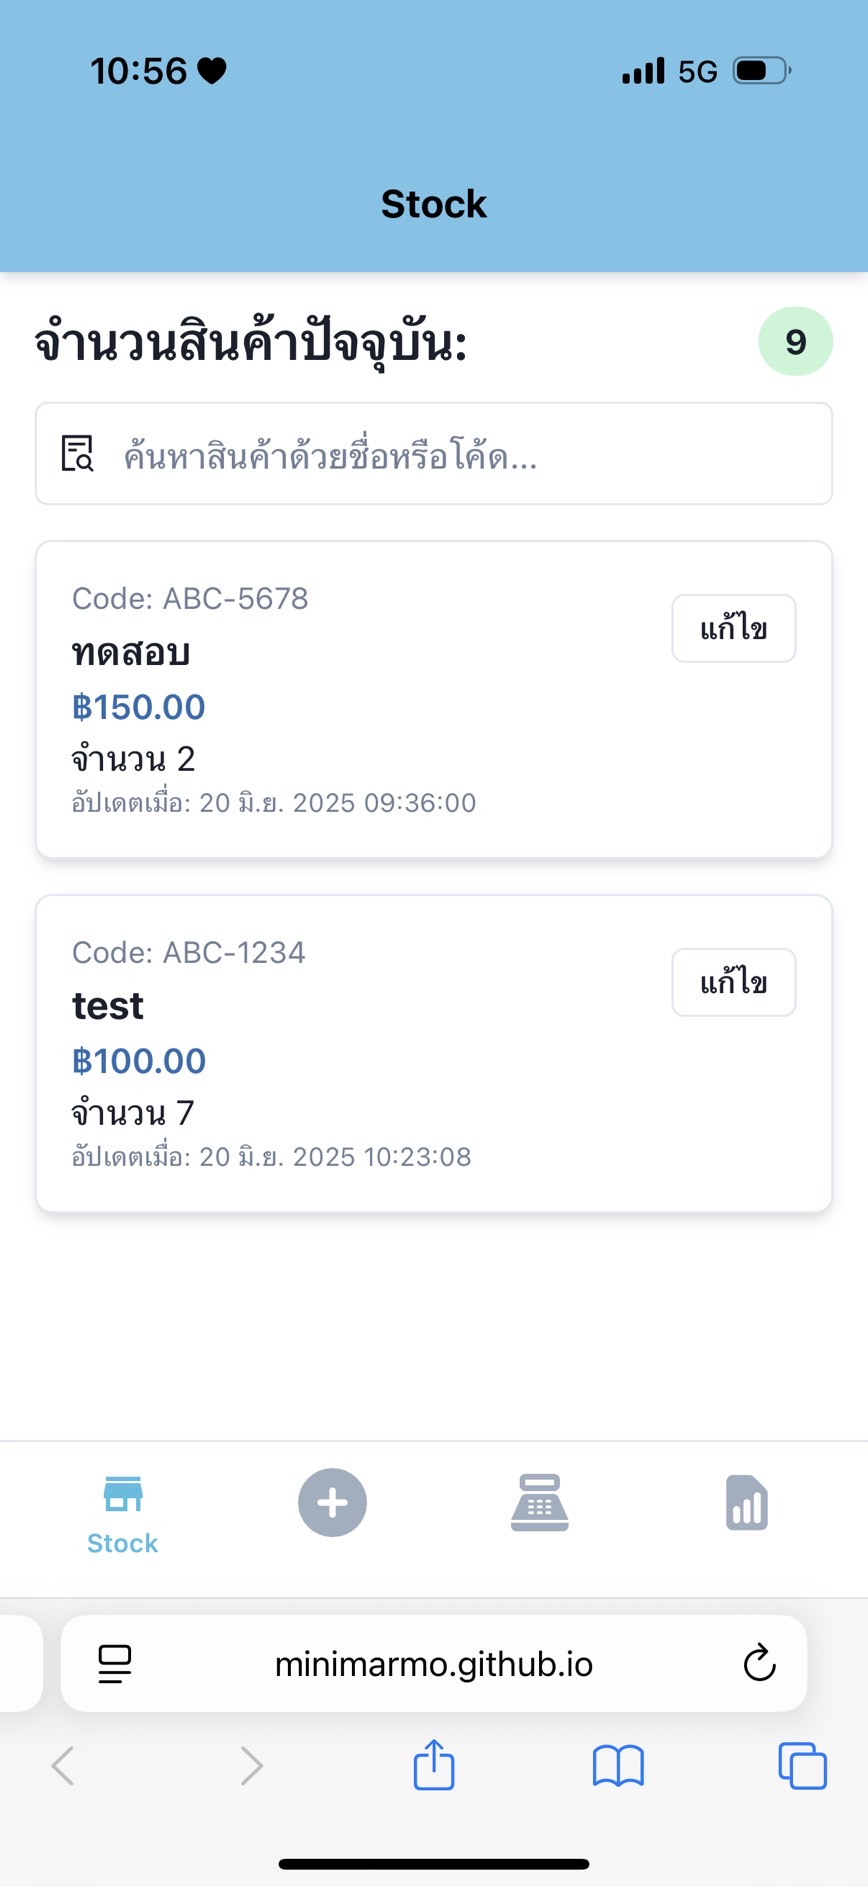 10:56
5G
Stock
จำนวนสินค้าปัจจุบัน:
9
ค้นหาสินค้าด้วยชื่อหรือโค้ด...
Code: ABC-5678
แก้ไข
ทดสอบ
฿150.00
จำนวน 2
อัปเดตเมื่อ: 20 มิ.ย. 2025 09:36:00
Code: ABC-1234
แก้ไข
test
฿100.00
จำนวน 7
อัปเดตเมื่อ: 20 มิ.ย. 2025 10:23:08
Stock
minimarmo.github.io